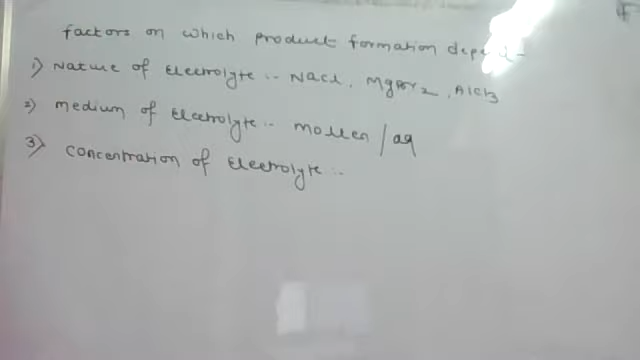 factors on which product formation depe
1) Nature of Electrolyte :- NaCl, MgBr2, AlCl3
2) medium of Electrolyte :- molten / aq
3) concentration of Electrolyte :-